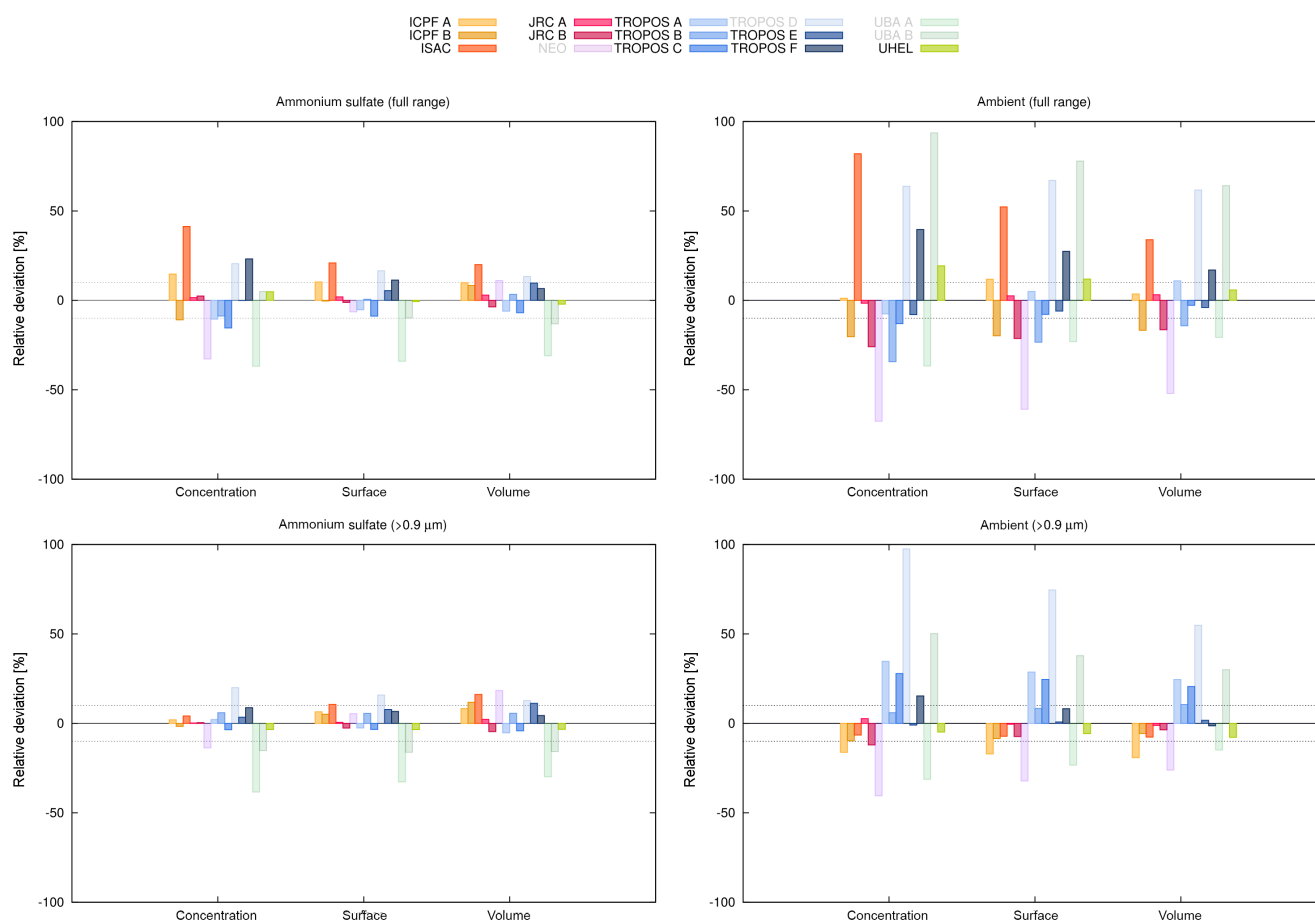 ICPF A JRC A TROPOS A TROPOS D UBA A
ICPF B JRC B TROPOS B TROPOS E UBA B
ISAC NEO TROPOS C TROPOS F UHEL
Ammonium sulfate (full range)
Relative deviation [%]
100
50
0
-50
-100
Concentration Surface Volume
Ambient (full range)
Relative deviation [%]
100
50
0
-50
-100
Concentration Surface Volume
Ammonium sulfate (>0.9 μm)
Relative deviation [%]
100
50
0
-50
-100
Concentration Surface Volume
Ambient (>0.9 μm)
Relative deviation [%]
100
50
0
-50
-100
Concentration Surface Volume